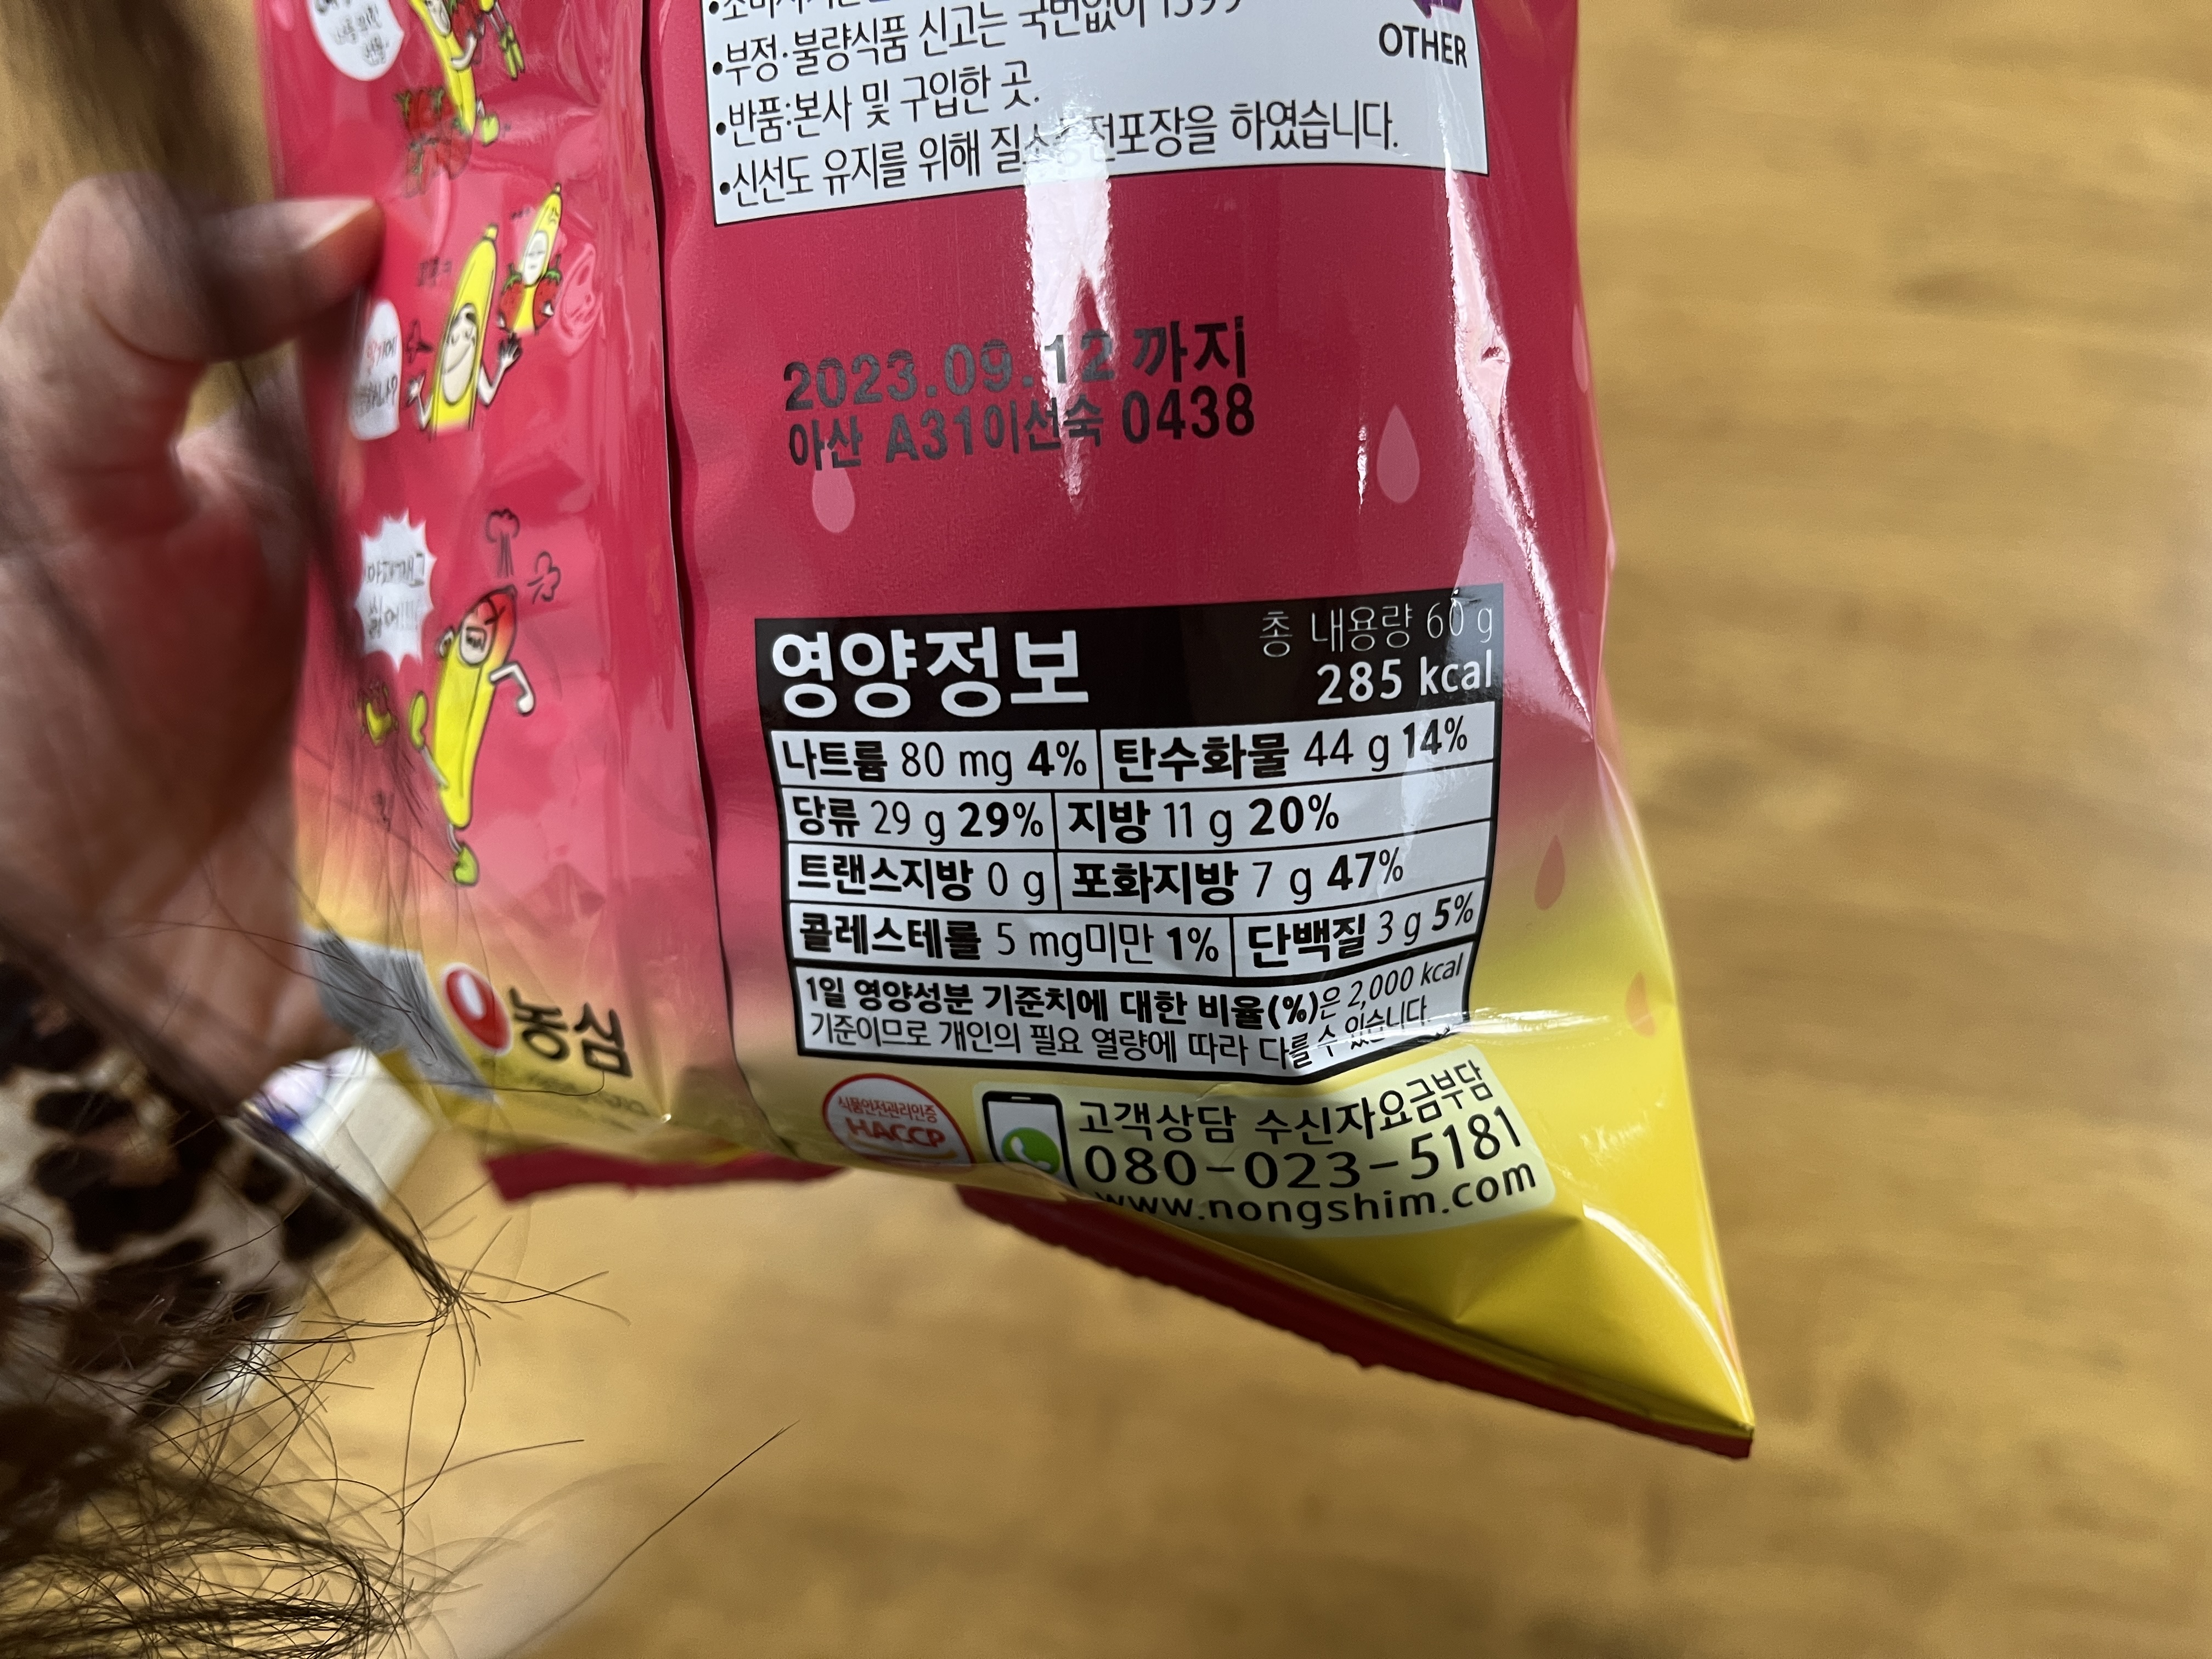 •부정·불량식품 신고는 국번없이 1399
OTHER
•반품:본사 및 구입한 곳.
•신선도 유지를 위해 질소충전포장을 하였습니다.
2023.09.12 까지
아산 A31이선숙 0438
영양정보
총 내용량 60 g
285 kcal
나트륨 80 mg 4% 탄수화물 44 g 14%
당류 29 g 29% 지방 11 g 20%
트랜스지방 0 g 포화지방 7 g 47%
콜레스테롤 5 mg미만 1% 단백질 3 g 5%
1일 영양성분 기준치에 대한 비율(%)은 2,000 kcal
기준이므로 개인의 필요 열량에 따라 다를 수 있습니다.
농심
식품안전관리인증
HACCP
고객상담 수신자요금부담
080-023-5181
www.nongshim.com